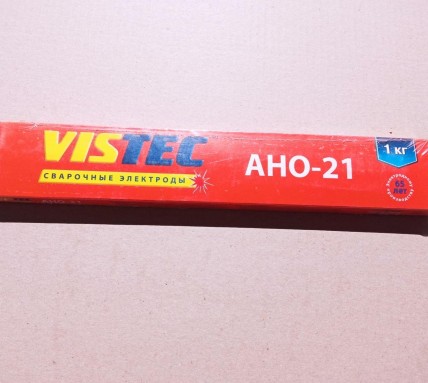 VISTEC
СВАРОЧНЫЕ ЭЛЕКТРОДЫ
АНО-21
1 кг
65
лет